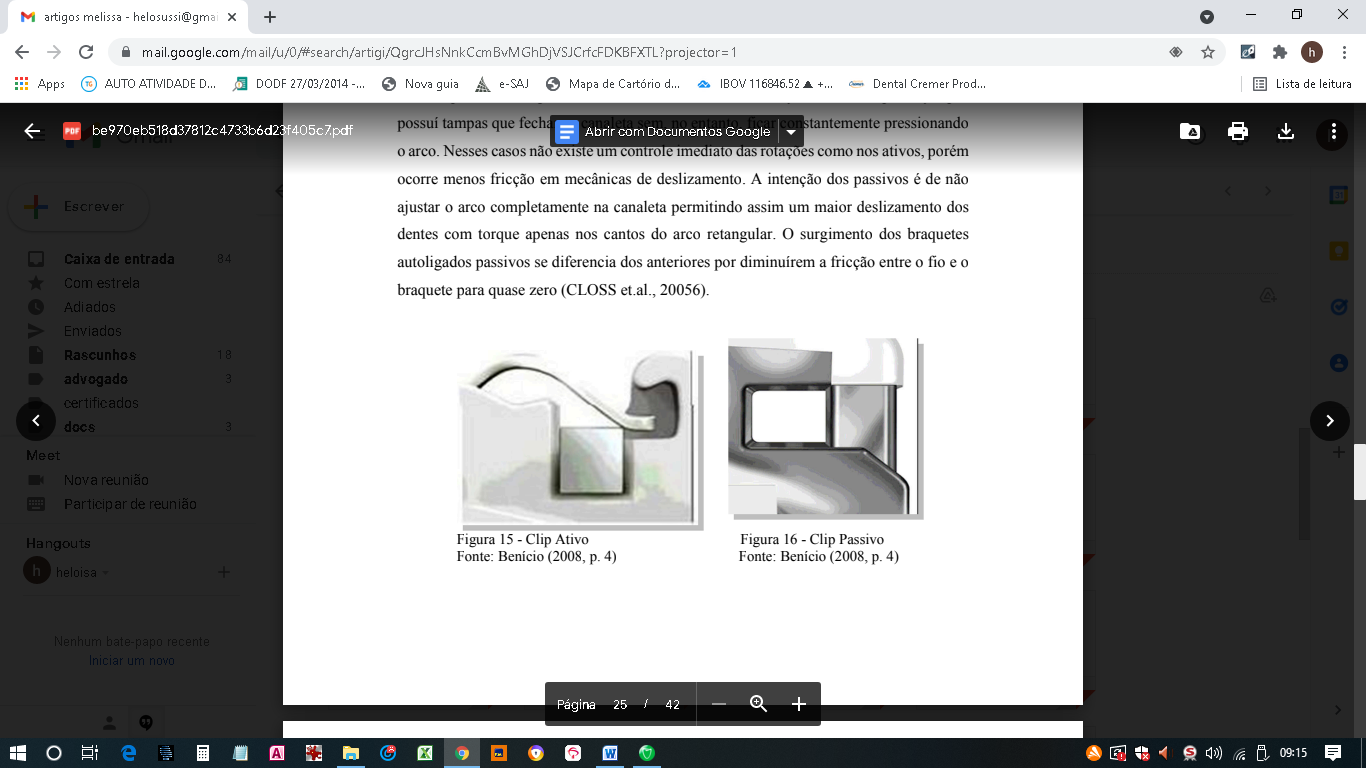 artigos melissa - helosussi@gmai
mail.google.com/mail/u/0/#search/artigi/QgrcJHsNnkCcmBvMGhDjVSJCrfcFDKBFXTL?projector=1
h
Apps
AUTO ATIVIDADE D...
DODF 27/03/2014 -...
Nova guia
e-SAJ
Mapa de Cartório d...
IBOV 116846.52 ▲ +...
Dental Cremer Prod...
Lista de leitura
PDF
be970eb518d37812c4733b6d23f405c7.pdf
Abrir com Documentos Google
possuí tampas que fecha canaleta sem, no entanto, ficar constantemente pressionando
o arco. Nesses casos não existe um controle imediato das rotações como nos ativos, porém
ocorre menos fricção em mecânicas de deslizamento. A intenção dos passivos é de não
ajustar o arco completamente na canaleta permitindo assim um maior deslizamento dos
dentes com torque apenas nos cantos do arco retangular. O surgimento dos braquetes
autoligados passivos se diferencia dos anteriores por diminuírem a fricção entre o fio e o
braquete para quase zero (CLOSS et.al., 20056).
Figura 15 - Clip Ativo
Fonte: Benício (2008, p. 4)
Figura 16 - Clip Passivo
Fonte: Benício (2008, p. 4)
Página 25 / 42
Escrever
Caixa de entrada 84
Com estrela
Adiados
Enviados
Rascunhos 18
advogado 3
certificados
docs 3
Meet
Nova reunião
Participar de reunião
Hangouts
h
heloisa
Nenhum bate-papo recente
Iniciar um novo
09:15